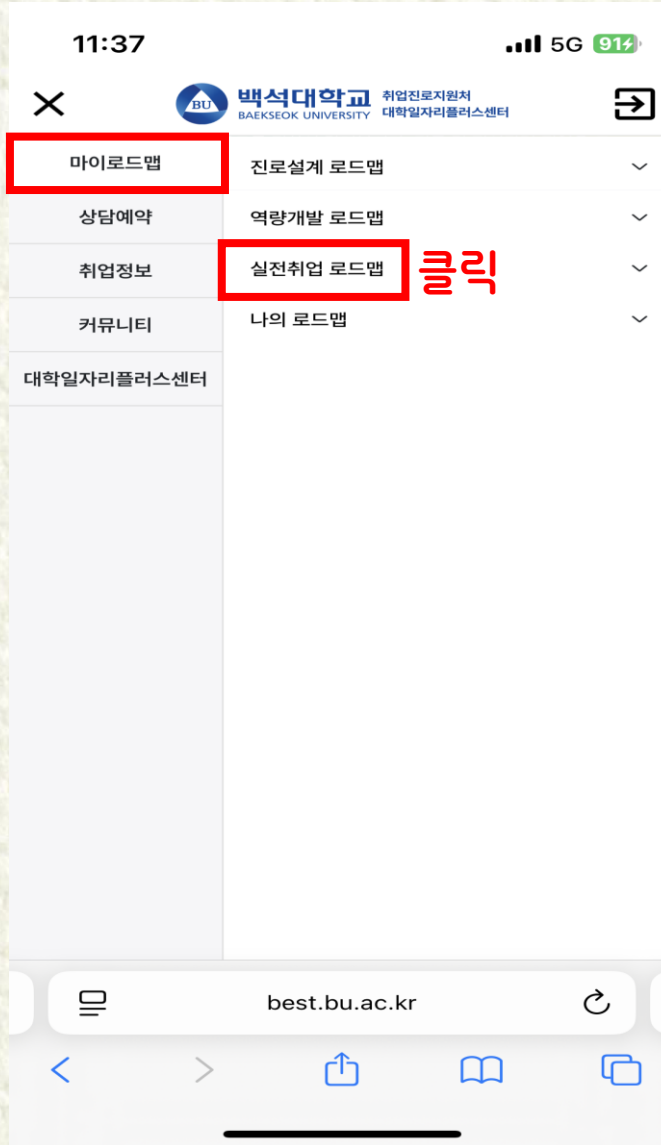 11:37
5G 91
BU 백석대학교 취업진로지원처
BAEKSEOK UNIVERSITY 대학일자리플러스센터
마이로드맵
상담예약
취업정보
커뮤니티
대학일자리플러스센터
진로설계 로드맵
역량개발 로드맵
실전취업 로드맵 클릭
나의 로드맵
best.bu.ac.kr